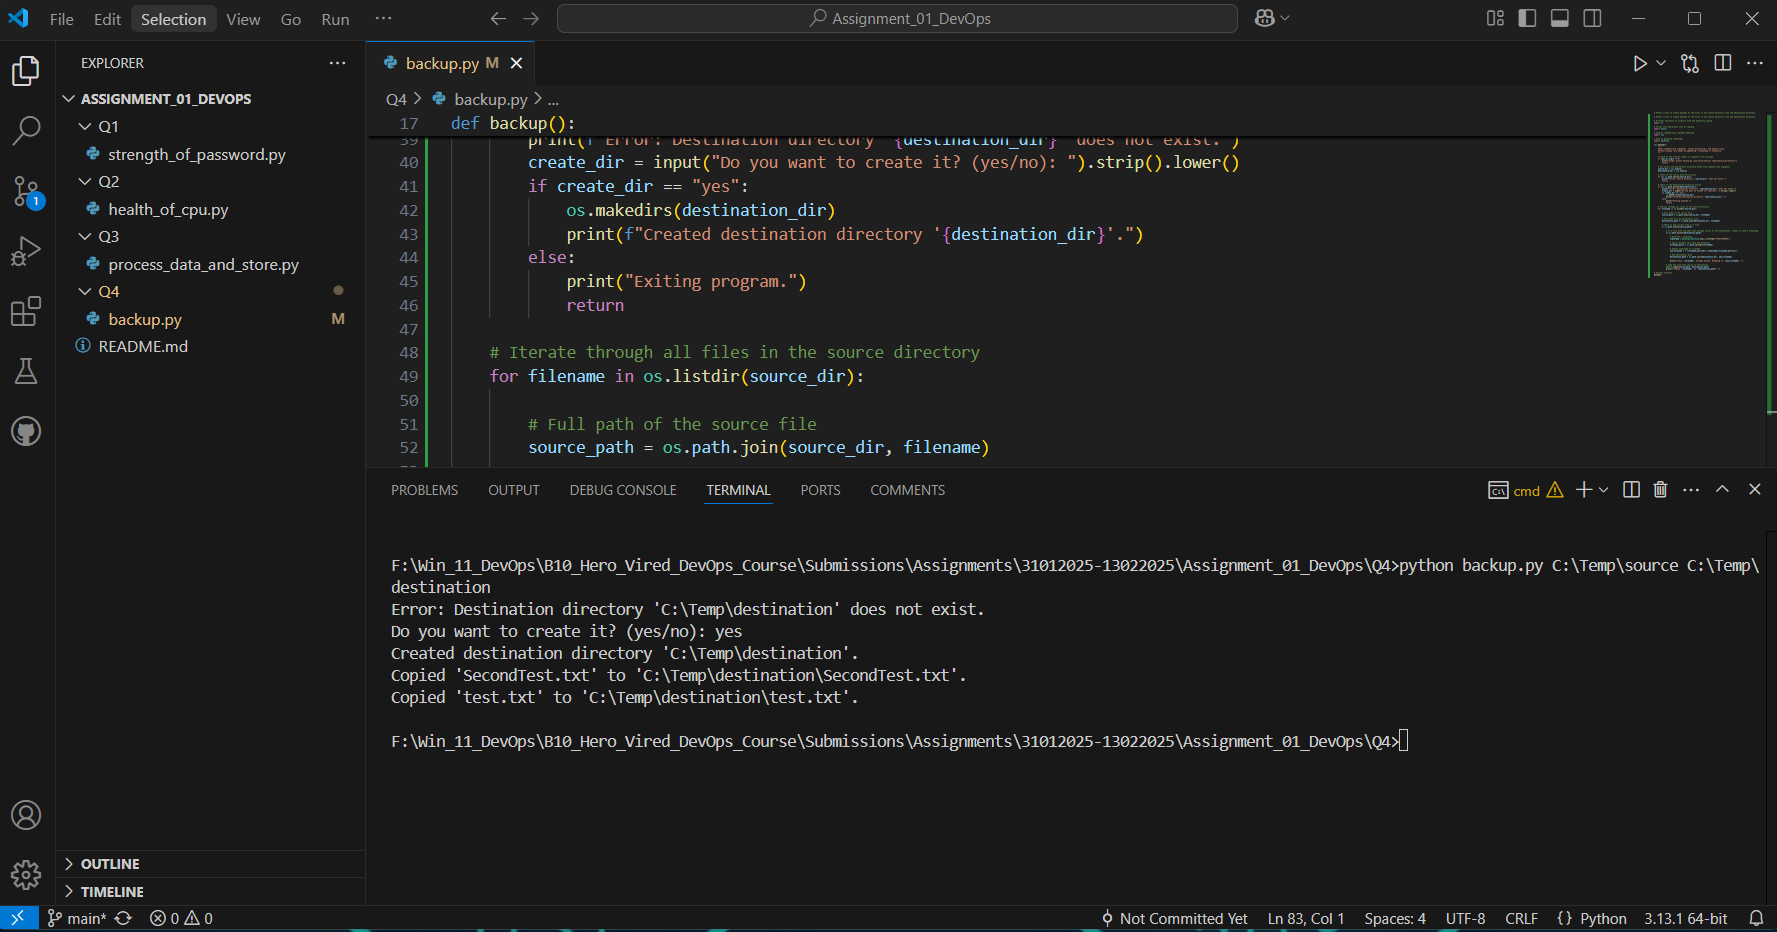 File Edit Selection View Go Run ···
Assignment_01_DevOps
EXPLORER
ASSIGNMENT_01_DEVOPS
Q1
strength_of_password.py
Q2
health_of_cpu.py
Q3
process_data_and_store.py
Q4
backup.py M
README.md
OUTLINE
TIMELINE
backup.py M
Q4 > backup.py > ...
17 def backup():
39 print(f"Error: Destination directory '{destination_dir}' does not exist.")
40 create_dir = input("Do you want to create it? (yes/no): ").strip().lower()
41 if create_dir == "yes":
42 os.makedirs(destination_dir)
43 print(f"Created destination directory '{destination_dir}'.")
44 else:
45 print("Exiting program.")
46 return
47
48 # Iterate through all files in the source directory
49 for filename in os.listdir(source_dir):
50
51 # Full path of the source file
52 source_path = os.path.join(source_dir, filename)
PROBLEMS OUTPUT DEBUG CONSOLE TERMINAL PORTS COMMENTS
cmd
F:\Win_11_DevOps\B10_Hero_Vired_DevOps_Course\Submissions\Assignments\31012025-13022025\Assignment_01_DevOps\Q4>python backup.py C:\Temp\source C:\Temp\
destination
Error: Destination directory 'C:\Temp\destination' does not exist.
Do you want to create it? (yes/no): yes
Created destination directory 'C:\Temp\destination'.
Copied 'SecondTest.txt' to 'C:\Temp\destination\SecondTest.txt'.
Copied 'test.txt' to 'C:\Temp\destination\test.txt'.
F:\Win_11_DevOps\B10_Hero_Vired_DevOps_Course\Submissions\Assignments\31012025-13022025\Assignment_01_DevOps\Q4>
1
main* 0 0 Not Committed Yet Ln 83, Col 1 Spaces: 4 UTF-8 CRLF {} Python 3.13.1 64-bit